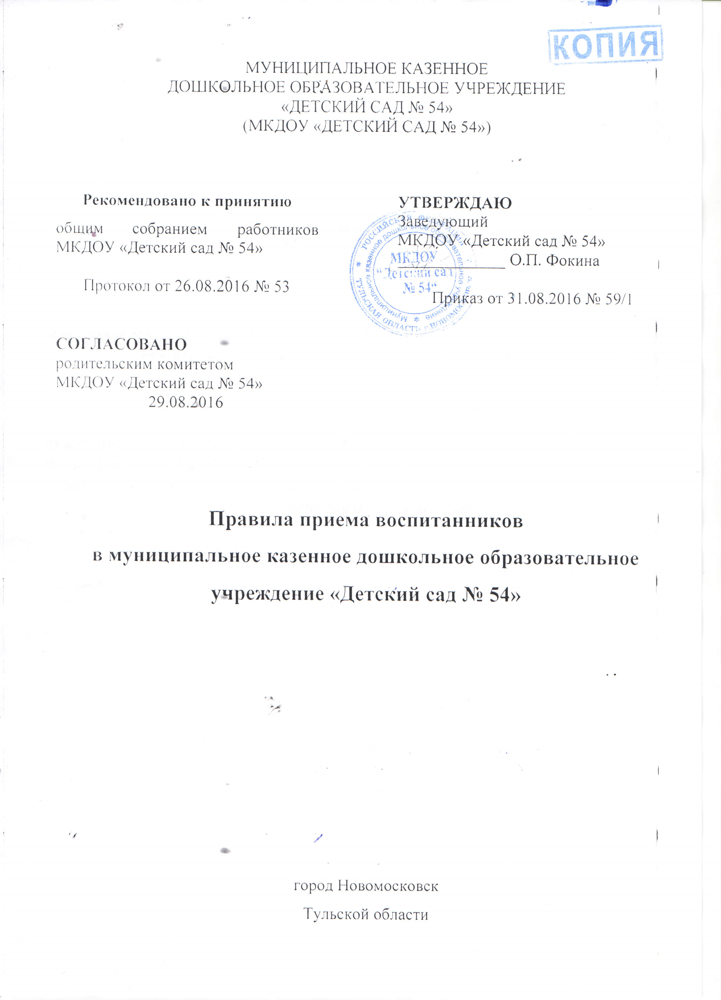 КОПИЯ
МУНИЦИПАЛЬНОЕ КАЗЕННОЕ
ДОШКОЛЬНОЕ ОБРАЗОВАТЕЛЬНОЕ УЧРЕЖДЕНИЕ
«ДЕТСКИЙ САД № 54»
(МКДОУ «ДЕТСКИЙ САД № 54»)
Рекомендовано к принятию
общим собранием работников
МКДОУ «Детский сад № 54»
Протокол от 26.08.2016 № 53
УТВЕРЖДАЮ
Заведующий
МКДОУ «Детский сад № 54»
О.П. Фокина
Приказ от 31.08.2016 № 59/1
РОССИЙСКАЯ ФЕДЕРАЦИЯ
ТУЛЬСКАЯ ОБЛАСТЬ г.НОВОМОСКОВСК
Муниципальное казенное дошкольное образовательное учреждение
МКДОУ
“Детский сад
№ 54“
СОГЛАСОВАНО
родительским комитетом
МКДОУ «Детский сад № 54»
29.08.2016
Правила приема воспитанников
в муниципальное казенное дошкольное образовательное
учреждение «Детский сад № 54»
город Новомосковск
Тульской области